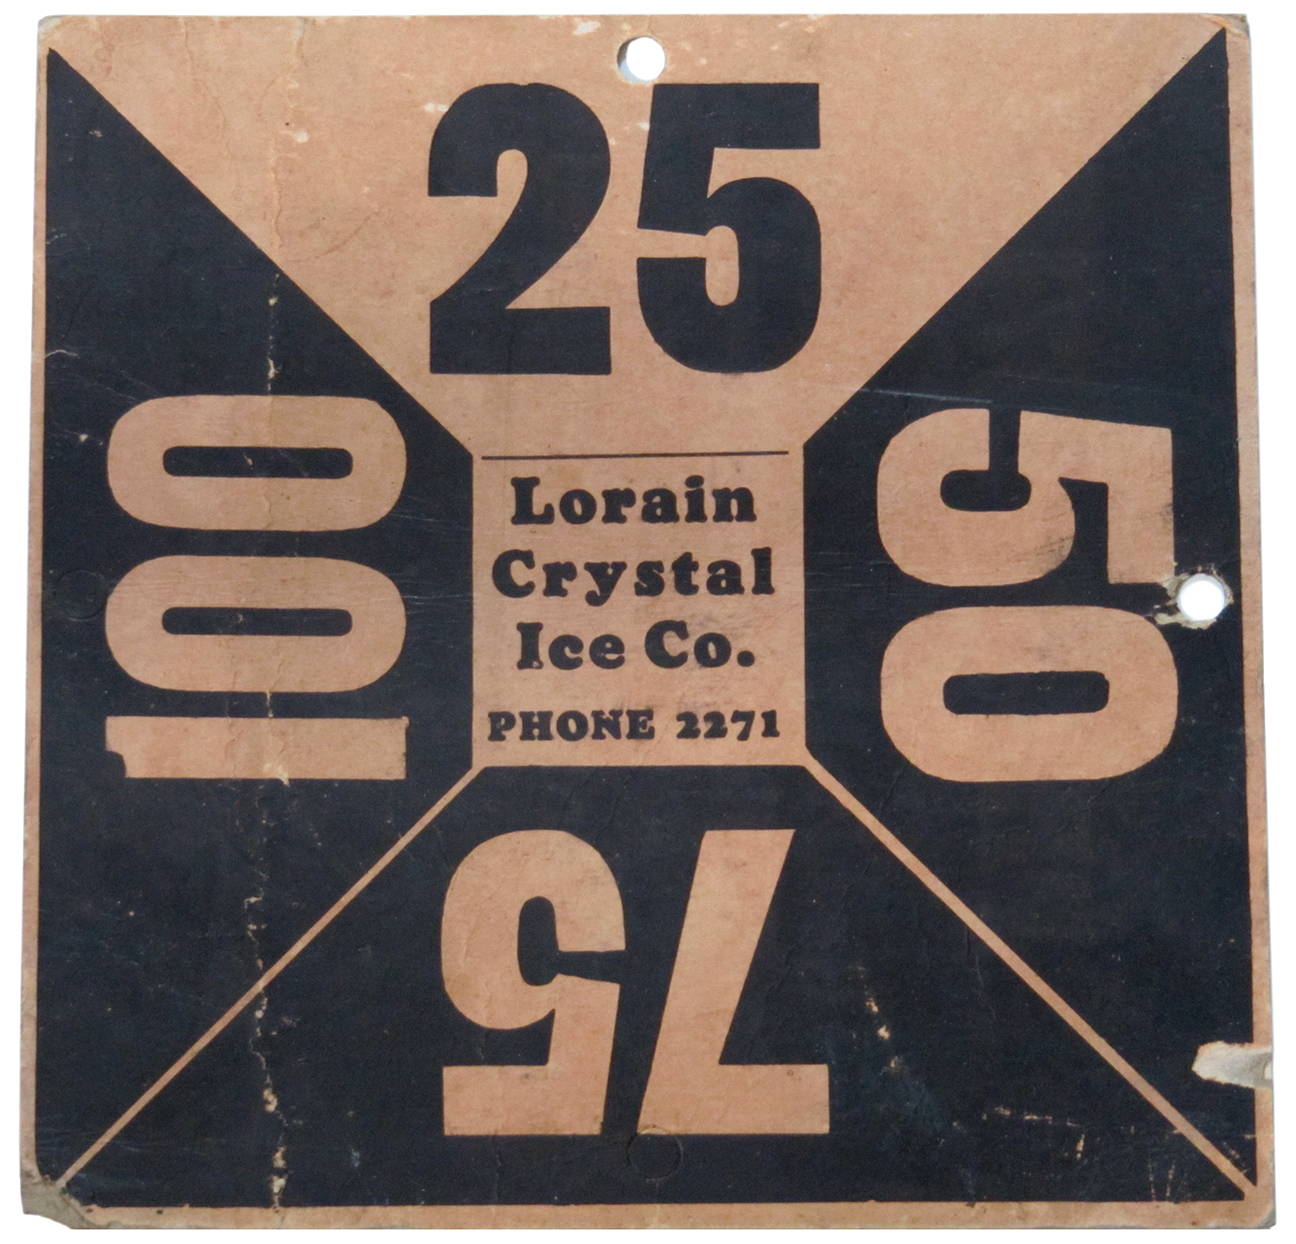 25
Lorain
Crystal
Ice Co.
PHONE 2271
100
50
75